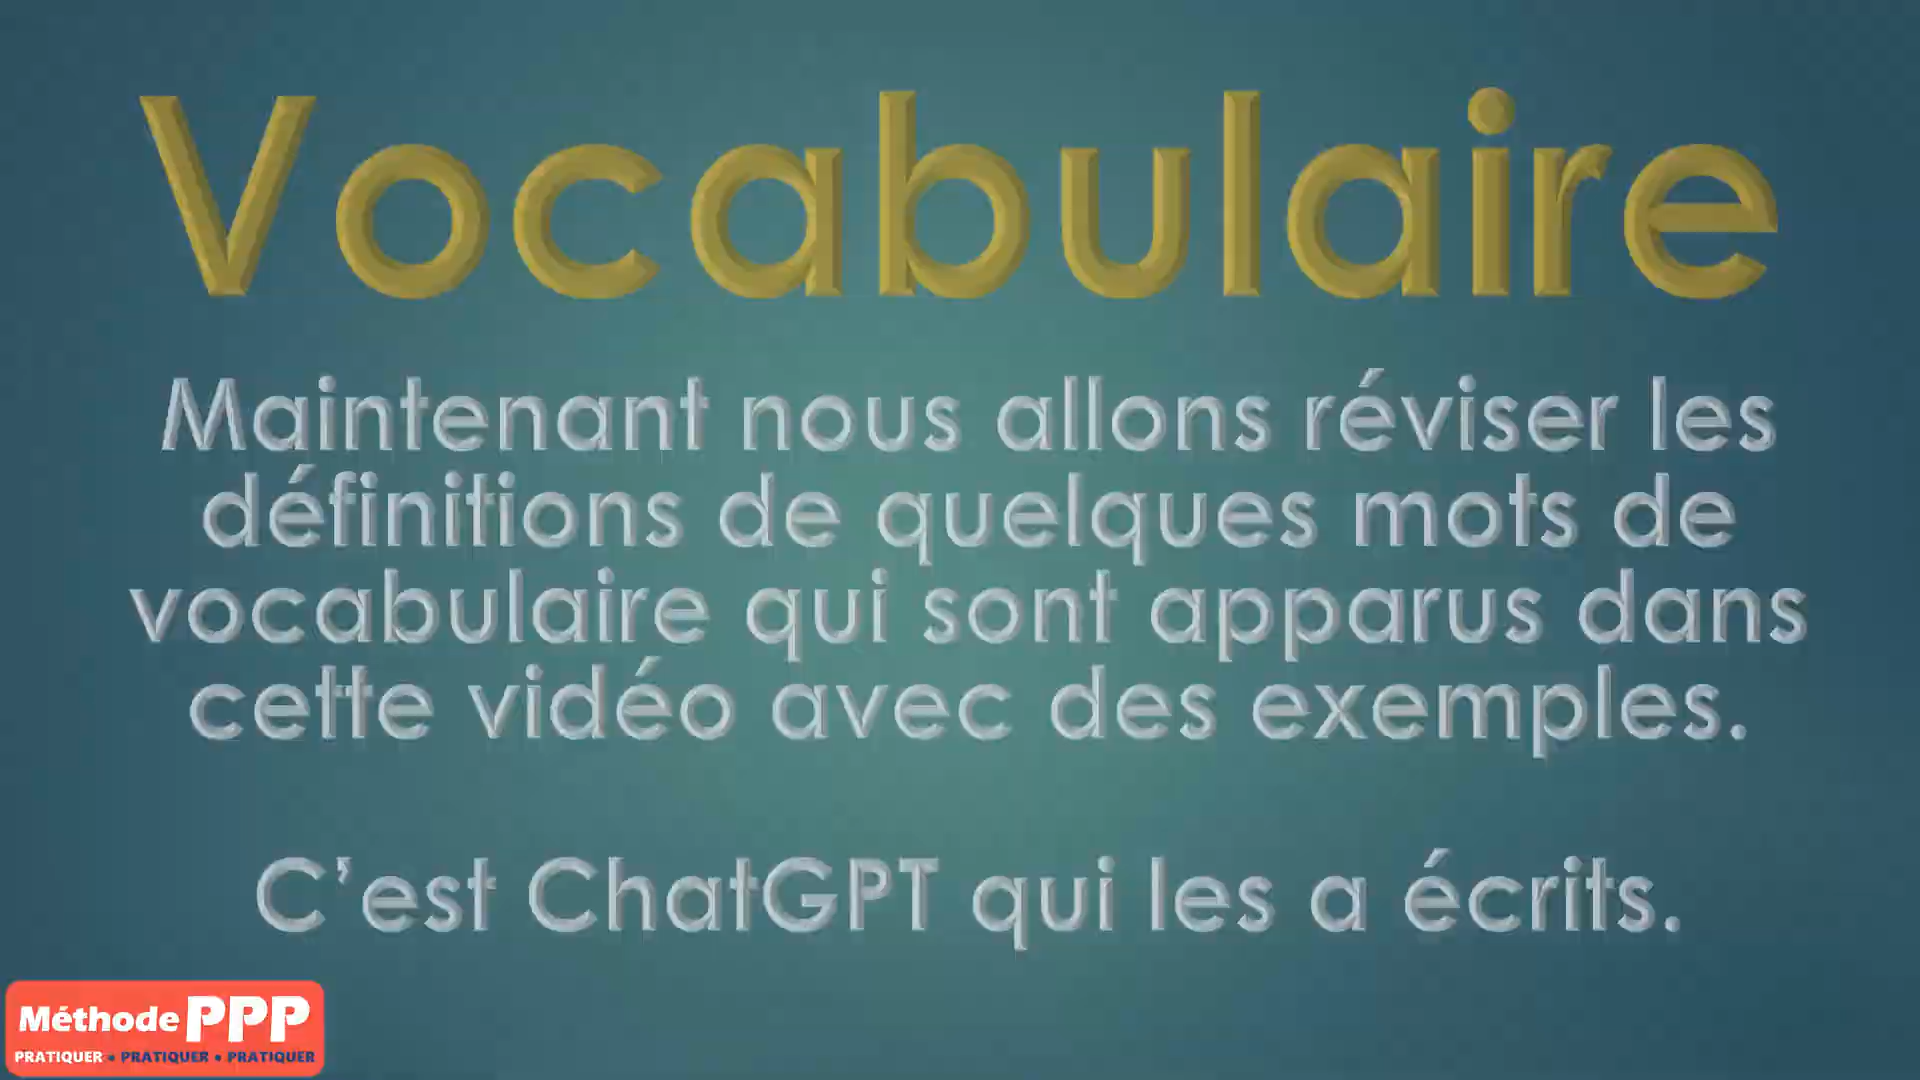 Vocabulaire
Maintenant nous allons réviser les
définitions de quelques mots de
vocabulaire qui sont apparus dans
cette vidéo avec des exemples.
C’est ChatGPT qui les a écrits.
Méthode PPP
PRATIQUER • PRATIQUER • PRATIQUER